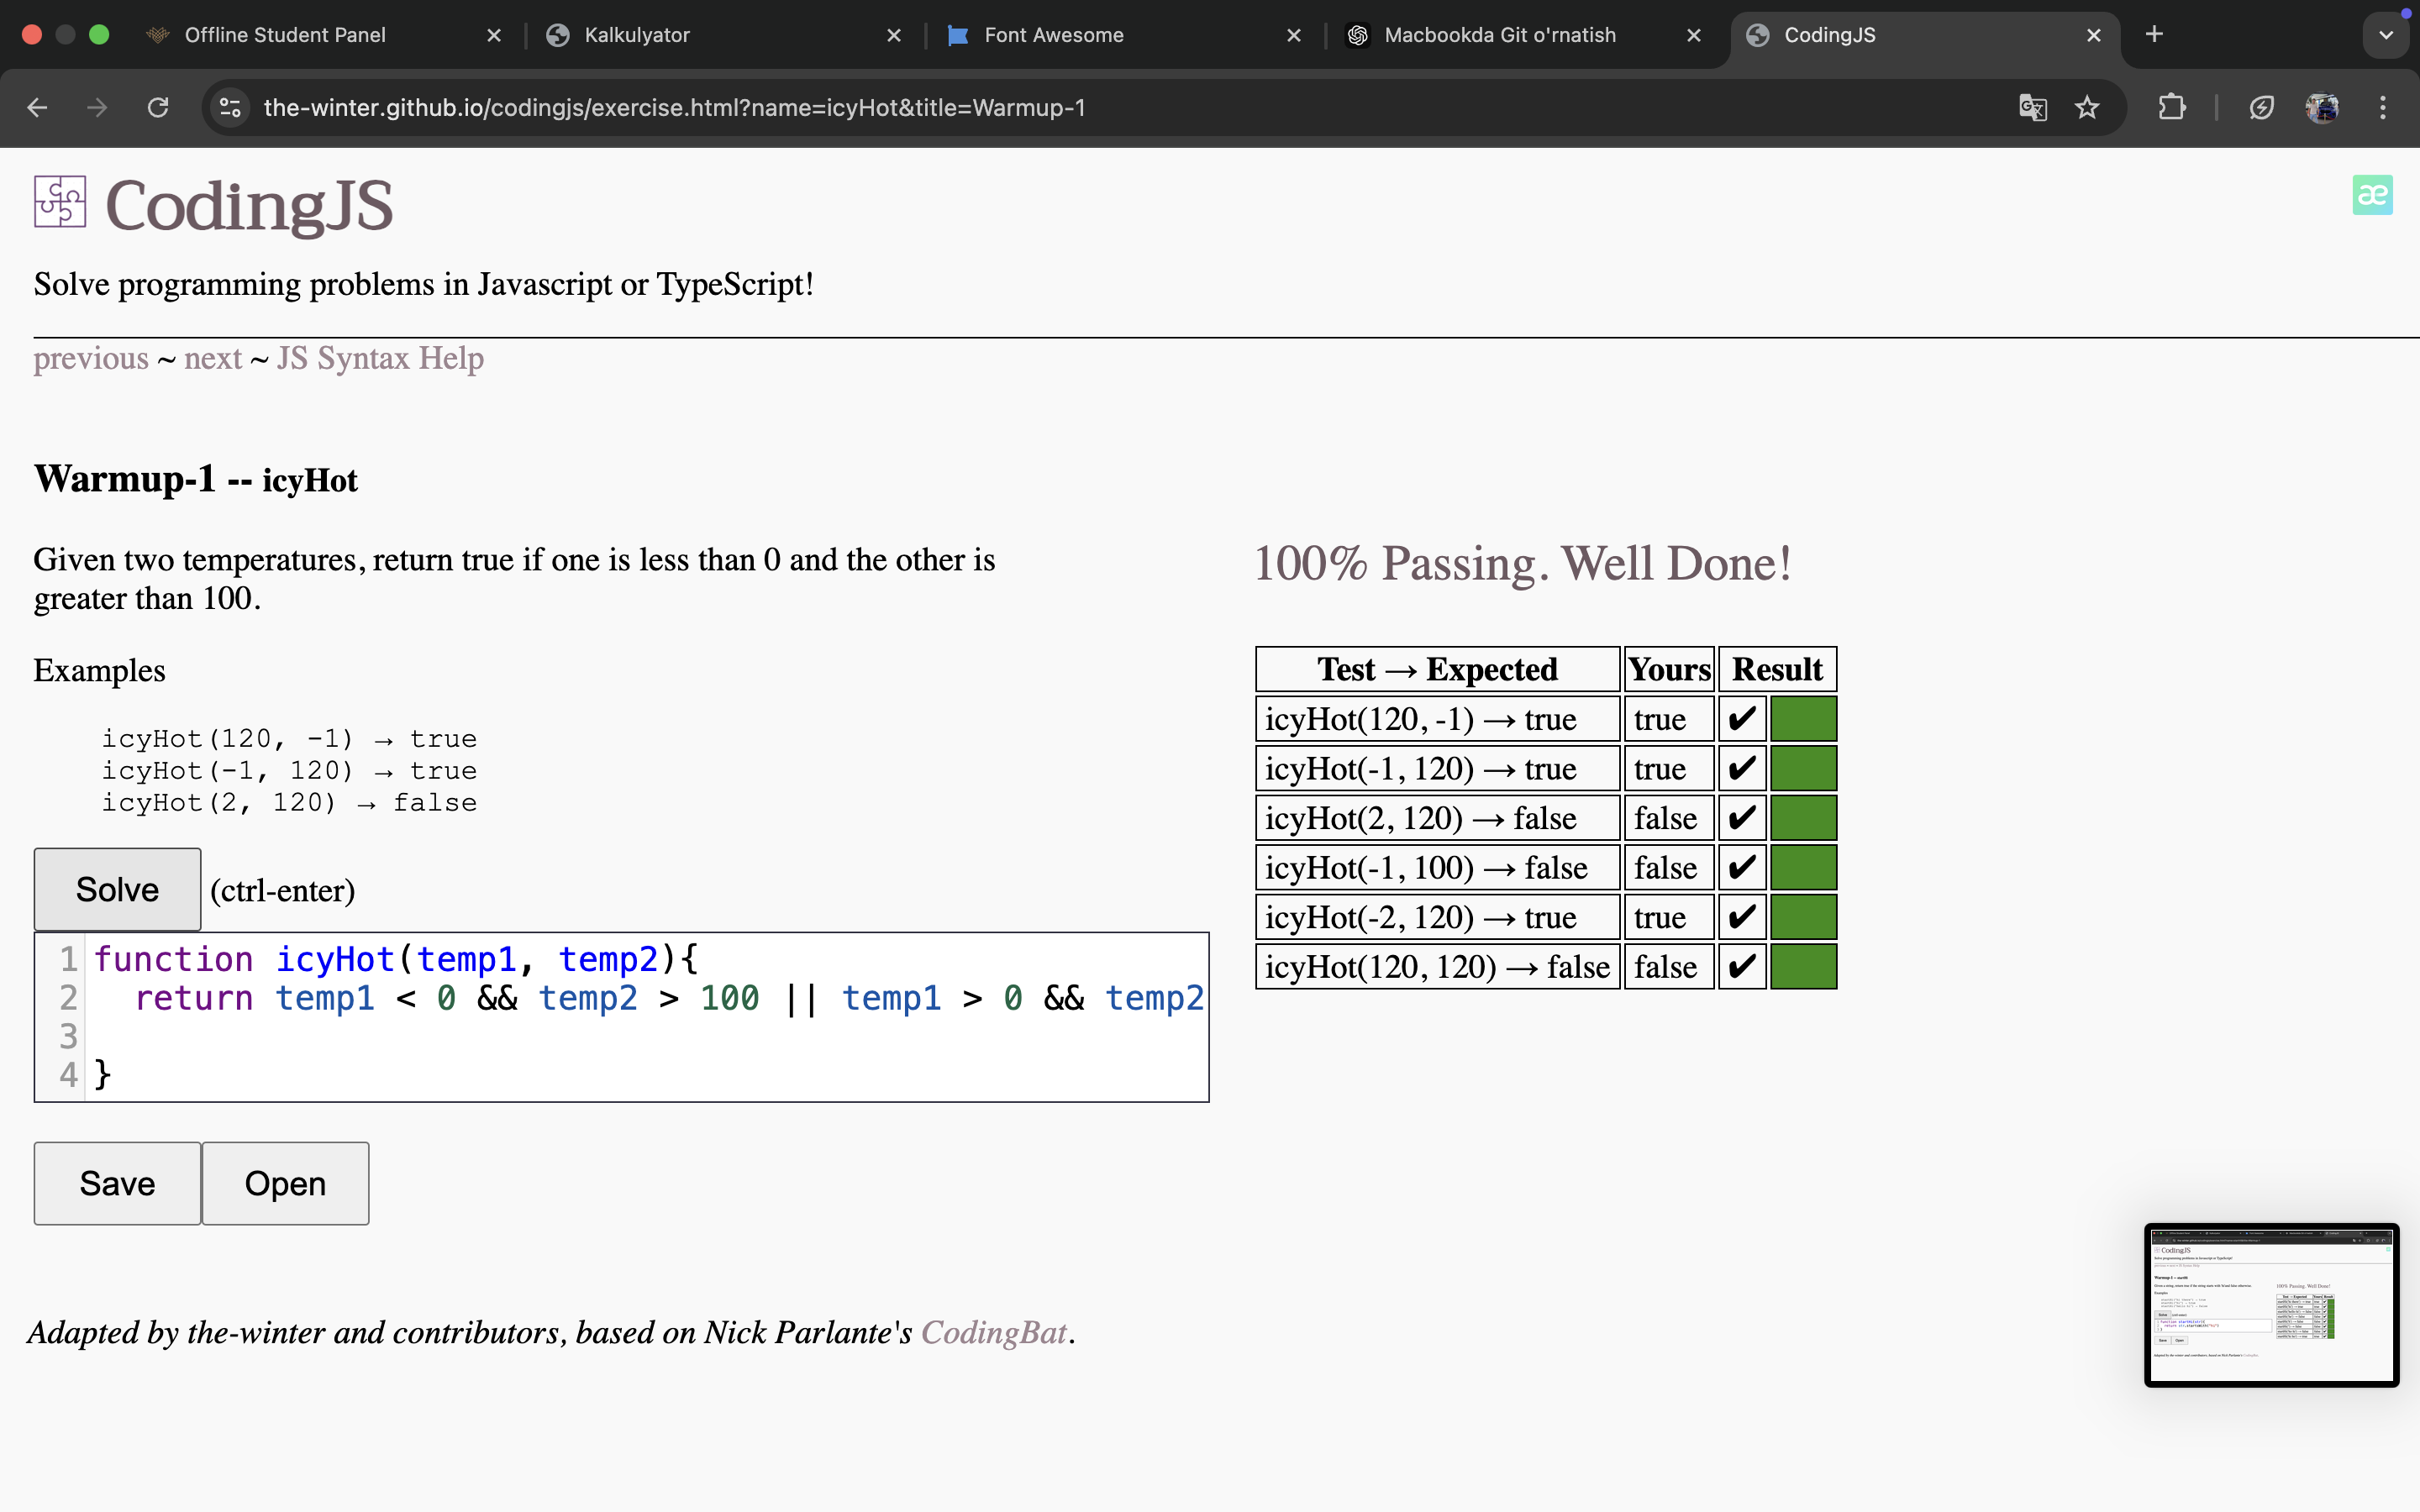 Offline Student Panel
Kalkulyator
Font Awesome
Macbookda Git o'rnatish
CodingJS
the-winter.github.io/codingjs/exercise.html?name=icyHot&title=Warmup-1
CodingJS
æ
Solve programming problems in Javascript or TypeScript!
previous ~ next ~ JS Syntax Help
Warmup-1 -- icyHot
Given two temperatures, return true if one is less than 0 and the other is
greater than 100.
Examples
icyHot(120, -1) → true
icyHot(-1, 120) → true
icyHot(2, 120) → false
Solve (ctrl-enter)
1 function icyHot(temp1, temp2){
2 return temp1 < 0 && temp2 > 100 || temp1 > 0 && temp2
3
4 }
Save Open
100% Passing. Well Done!
Test → Expected Yours Result
icyHot(120, -1) → true true ✔
icyHot(-1, 120) → true true ✔
icyHot(2, 120) → false false ✔
icyHot(-1, 100) → false false ✔
icyHot(-2, 120) → true true ✔
icyHot(120, 120) → false false ✔
Adapted by the-winter and contributors, based on Nick Parlante's CodingBat.
CodingJS
100% Passing. Well Done!